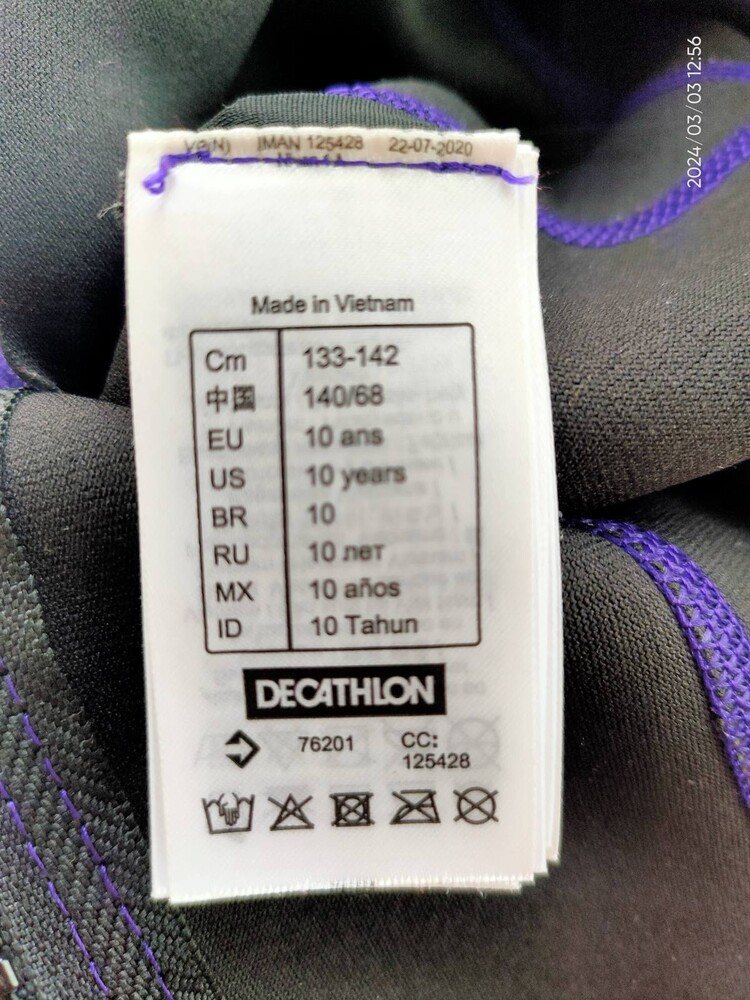 2024/03/03 12:56
IMAN 125428 22-07-2020
Made in Vietnam
Cm 133-142
中国 140/68
EU 10 ans
US 10 years
BR 10
RU 10 лет
MX 10 años
ID 10 Tahun
DECATHLON
76201 CC:
125428